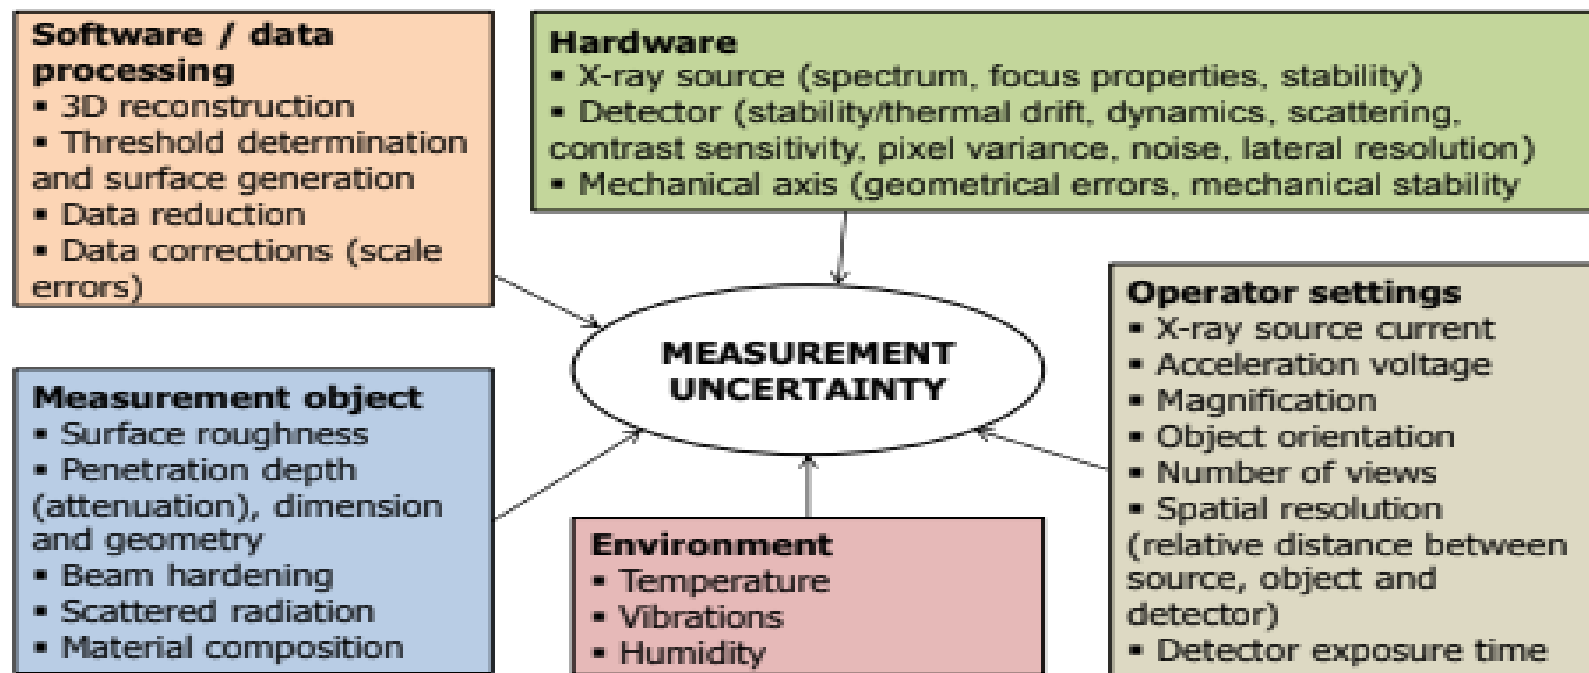 Software / data
processing
▪ 3D reconstruction
▪ Threshold determination
and surface generation
▪ Data reduction
▪ Data corrections (scale
errors)
Hardware
▪ X-ray source (spectrum, focus properties, stability)
▪ Detector (stability/thermal drift, dynamics, scattering,
contrast sensitivity, pixel variance, noise, lateral resolution)
▪ Mechanical axis (geometrical errors, mechanical stability
MEASUREMENT
UNCERTAINTY
Operator settings
▪ X-ray source current
▪ Acceleration voltage
▪ Magnification
▪ Object orientation
▪ Number of views
▪ Spatial resolution
(relative distance between
source, object and
detector)
▪ Detector exposure time
Measurement object
▪ Surface roughness
▪ Penetration depth
(attenuation), dimension
and geometry
▪ Beam hardening
▪ Scattered radiation
▪ Material composition
Environment
▪ Temperature
▪ Vibrations
▪ Humidity